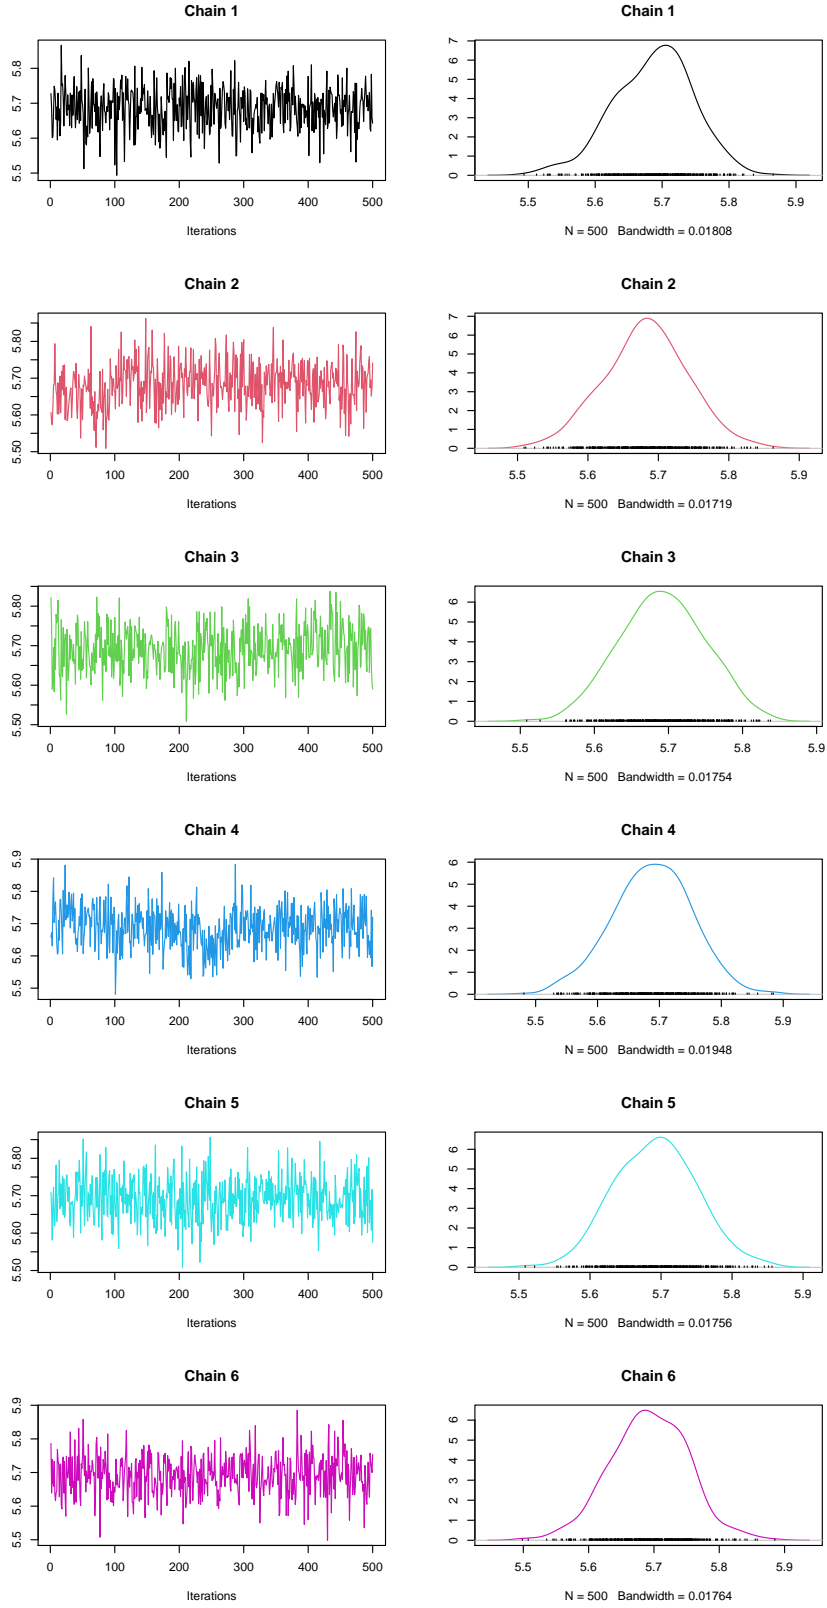 Chain 1
5.5 5.6 5.7 5.8
0 100 200 300 400 500
Iterations
Chain 1
0 1 2 3 4 5 6 7
5.5 5.6 5.7 5.8 5.9
N = 500 Bandwidth = 0.01808
Chain 2
5.50 5.60 5.70 5.80
0 100 200 300 400 500
Iterations
Chain 2
0 1 2 3 4 5 6 7
5.5 5.6 5.7 5.8 5.9
N = 500 Bandwidth = 0.01719
Chain 3
5.50 5.60 5.70 5.80
0 100 200 300 400 500
Iterations
Chain 3
0 1 2 3 4 5 6
5.5 5.6 5.7 5.8 5.9
N = 500 Bandwidth = 0.01754
Chain 4
5.5 5.6 5.7 5.8 5.9
0 100 200 300 400 500
Iterations
Chain 4
0 1 2 3 4 5 6
5.5 5.6 5.7 5.8 5.9
N = 500 Bandwidth = 0.01948
Chain 5
5.50 5.60 5.70 5.80
0 100 200 300 400 500
Iterations
Chain 5
0 1 2 3 4 5 6
5.5 5.6 5.7 5.8 5.9
N = 500 Bandwidth = 0.01756
Chain 6
5.5 5.6 5.7 5.8 5.9
0 100 200 300 400 500
Iterations
Chain 6
0 1 2 3 4 5 6
5.5 5.6 5.7 5.8 5.9
N = 500 Bandwidth = 0.01764